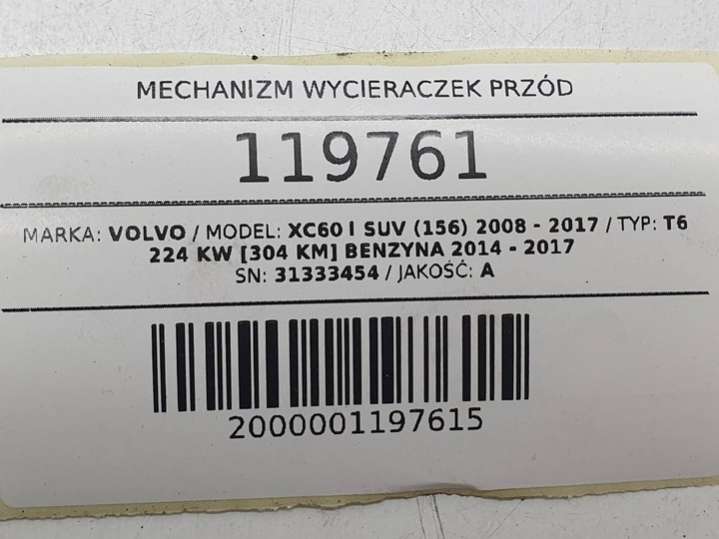 MECHANIZM WYCIERACZEK PRZÓD
119761
MARKA: VOLVO / MODEL: XC60 I SUV (156) 2008 - 2017 / TYP: T6
224 KW [304 KM] BENZYNA 2014 - 2017
SN: 31333454 / JAKOŚĆ: A
2000001197615